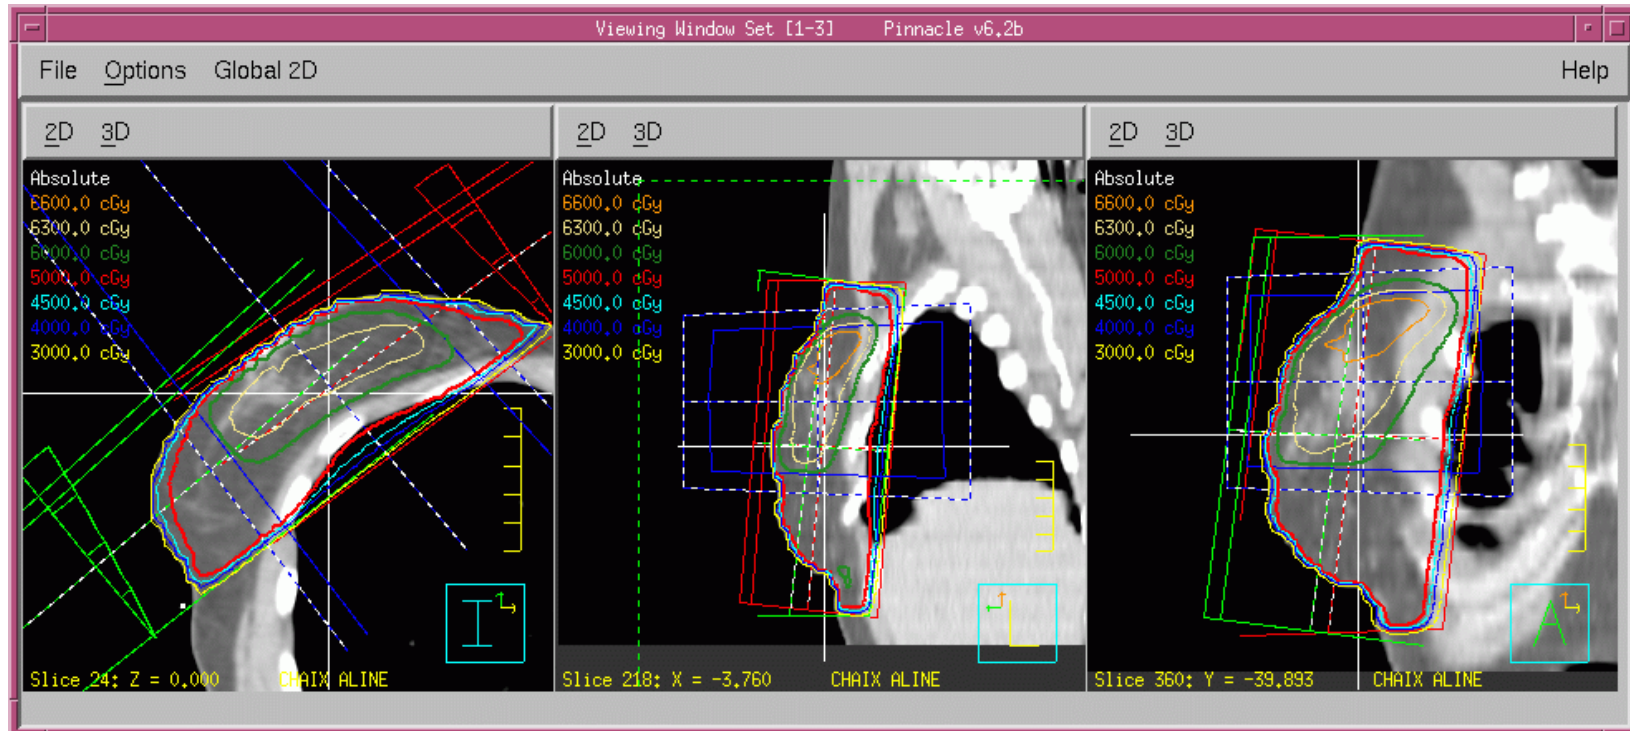 Viewing Window Set [1-3] Pinnacle v6.2b
File Options Global 2D Help
2D 3D
Absolute
6600.0 cGy
6300.0 cGy
6000.0 cGy
5000.0 cGy
4500.0 cGy
4000.0 cGy
3000.0 cGy
I
Slice 24: Z = 0.000 CHAIX ALINE
2D 3D
Absolute
6600.0 cGy
6300.0 cGy
6000.0 cGy
5000.0 cGy
4500.0 cGy
4000.0 cGy
3000.0 cGy
L
Slice 218: X = -3.760 CHAIX ALINE
2D 3D
Absolute
6600.0 cGy
6300.0 cGy
6000.0 cGy
5000.0 cGy
4500.0 cGy
4000.0 cGy
3000.0 cGy
A
Slice 360: Y = -39.893 CHAIX ALINE